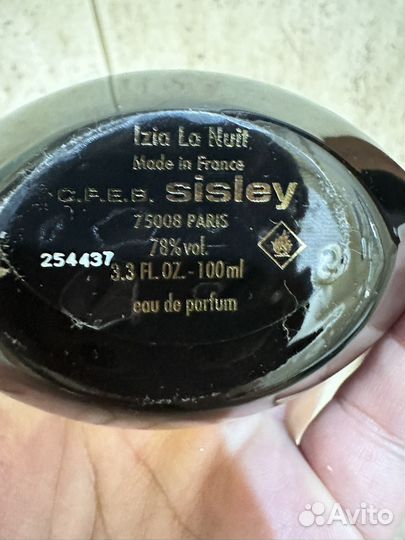 Izia La Nuit
Made in France
C.F.E.B. sisley
75008 PARIS
78% vol.
254437
3.3 FL.OZ. - 100ml
eau de parfum
Avito